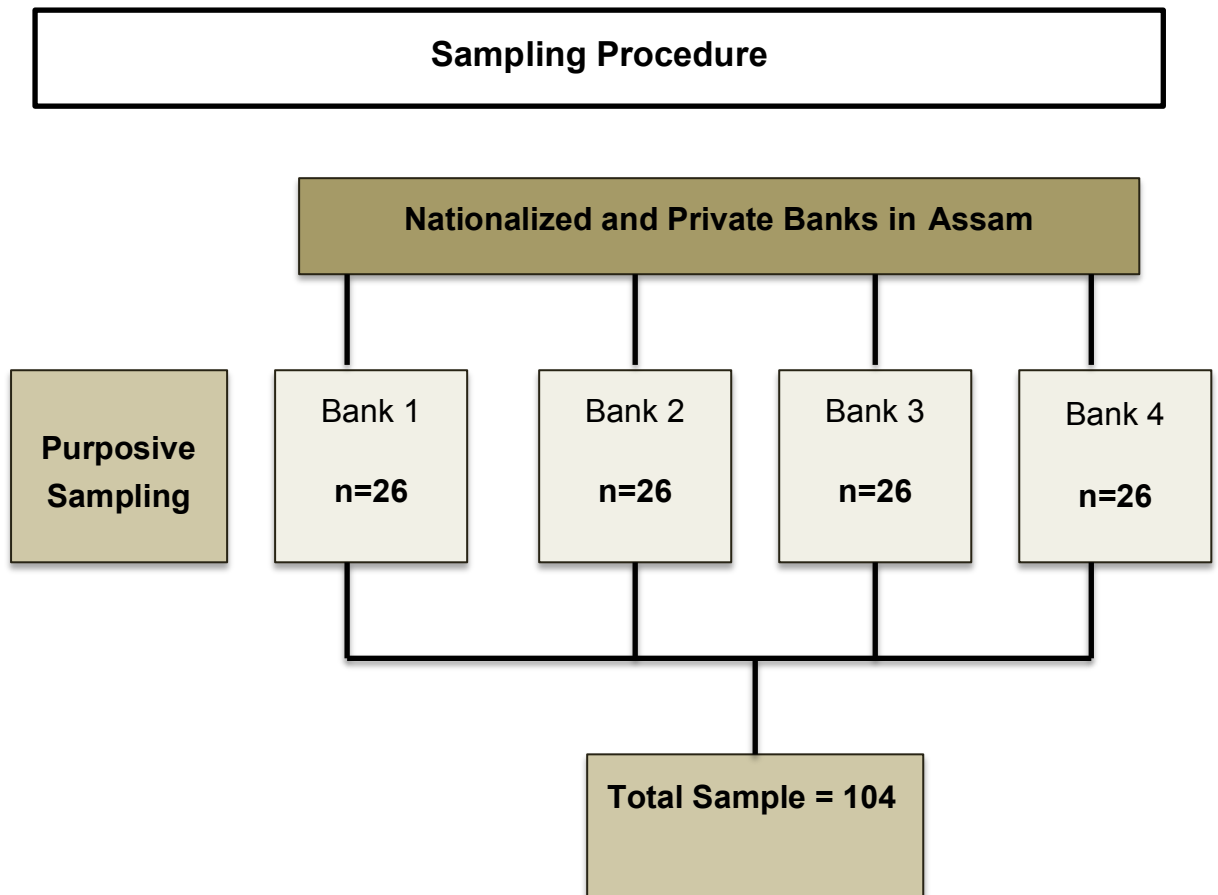 Sampling Procedure
Nationalized and Private Banks in Assam
Purposive
Sampling
Bank 1
n=26
Bank 2
n=26
Bank 3
n=26
Bank 4
n=26
Total Sample = 104